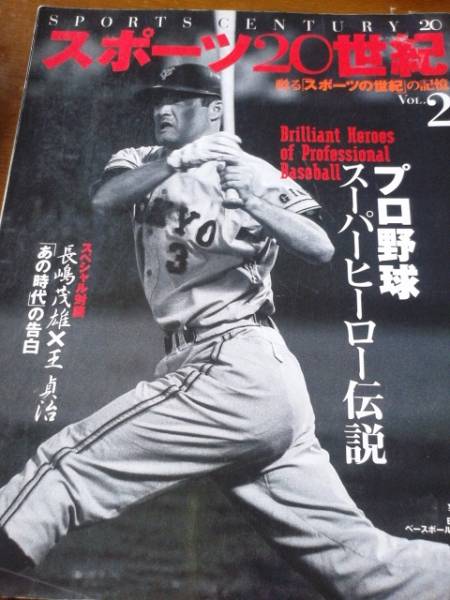 SPORTS CENTURY 20
スポーツ20世紀
甦る「スポーツの世紀」の記憶
VOL.2
Brilliant Heroes
of Professional
Baseball
プロ野球
スーパーヒーロー伝説
スペシャル対談
長嶋茂雄×王 貞治
「あの時代」の告白
TOKYO
3
ベースボール